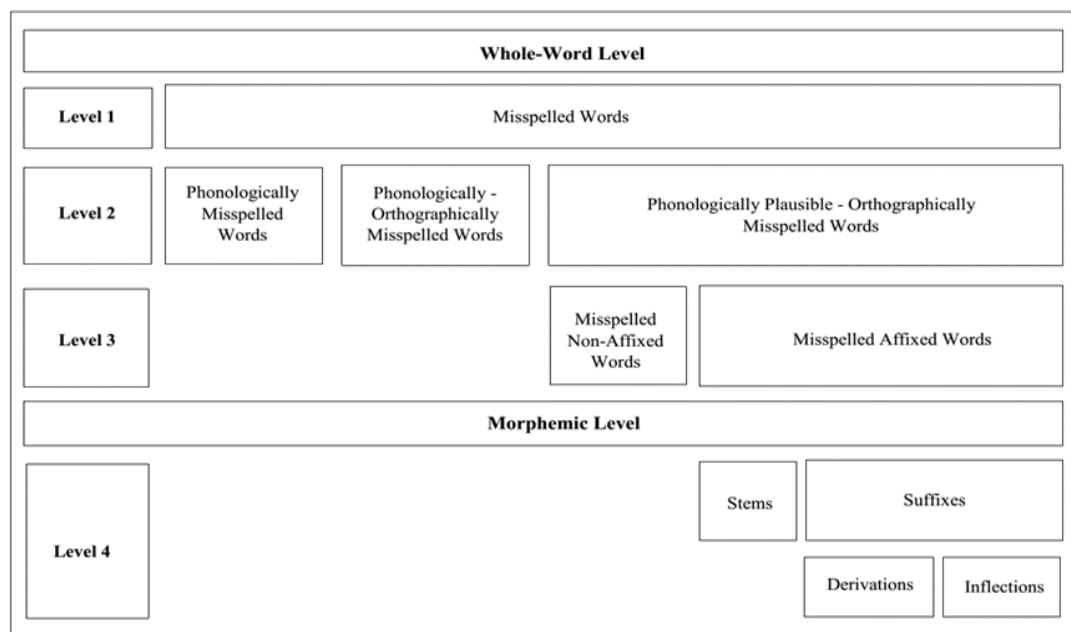 Whole-Word Level
Level 1
Misspelled Words
Level 2
Phonologically
Misspelled
Words
Phonologically -
Orthographically
Misspelled Words
Phonologically Plausible - Orthographically
Misspelled Words
Level 3
Misspelled
Non-Affixed
Words
Misspelled Affixed Words
Morphemic Level
Level 4
Stems
Suffixes
Derivations
Inflections